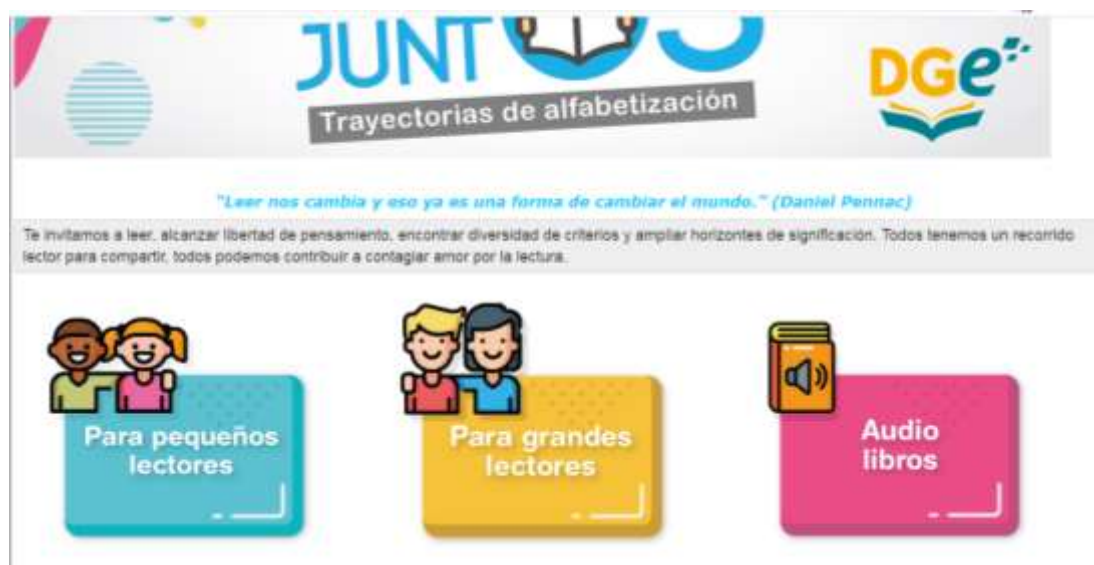 JUNTOS
Trayectorias de alfabetización
DGe
"Leer nos cambia y eso ya es una forma de cambiar el mundo." (Daniel Pennac)
Te invitamos a leer, alcanzar libertad de pensamiento, encontrar diversidad de criterios y ampliar horizontes de significación. Todos tenemos un recorrido
lector para compartir, todos podemos contribuir a contagiar amor por la lectura.
Para pequeños
lectores
Para grandes
lectores
Audio
libros